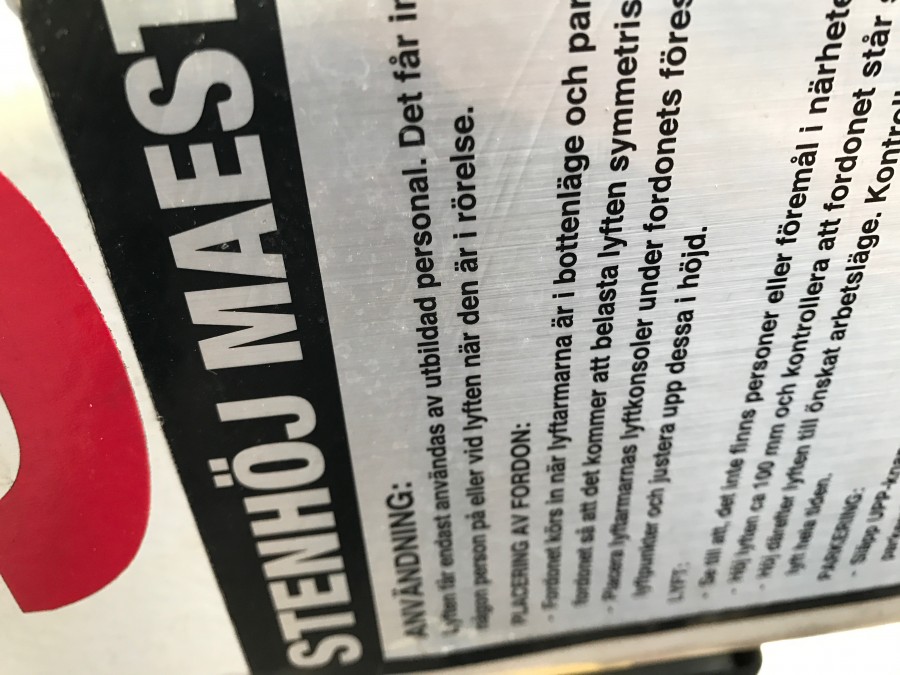 STENHÖJ MAEST
ANVÄNDNING:
Lyften får endast användas av utbildad personal. Det får in
någon person på eller vid lyften när den är i rörelse.
PLACERING AV FORDON:
- Fordonet körs in när lyftarmarna är i bottenläge och par
fordonet så att det kommer att belasta lyften symmetris
- Placera lyftarmarnas lyftkonsoler under fordonets föres
lyftpunkter och justera upp dessa i höjd.
LYFT:
- Se till att, det inte finns personer eller föremål i närhete
- Höj lyften ca 100 mm och kontrollera att fordonet står s
- Höj därefter lyften till önskat arbetsläge. Kontroll
lyft hela tiden.
PARKERING:
- Släpp UPP-knap